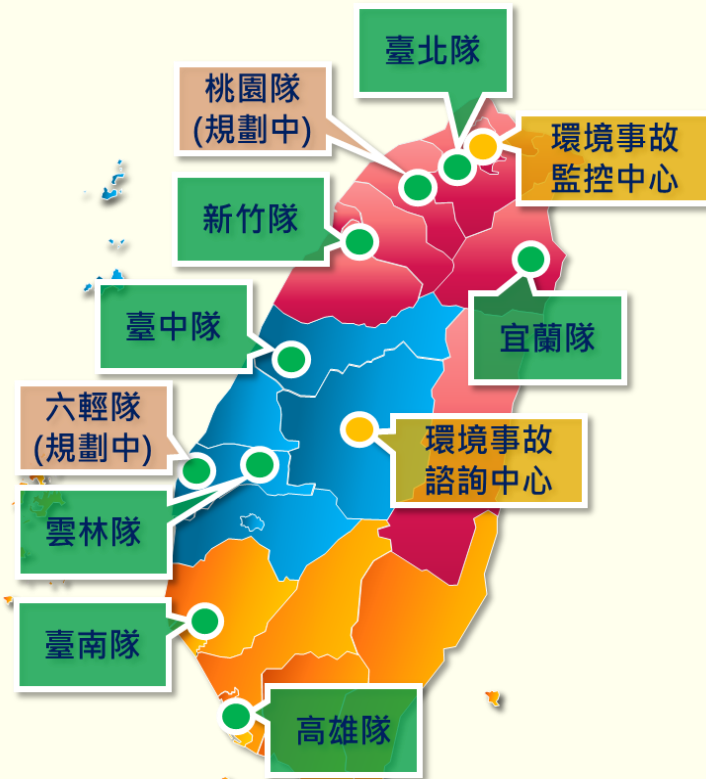 臺北隊
桃園隊
(規劃中)
環境事故
監控中心
新竹隊
臺中隊
宜蘭隊
六輕隊
(規劃中)
環境事故
諮詢中心
雲林隊
臺南隊
高雄隊